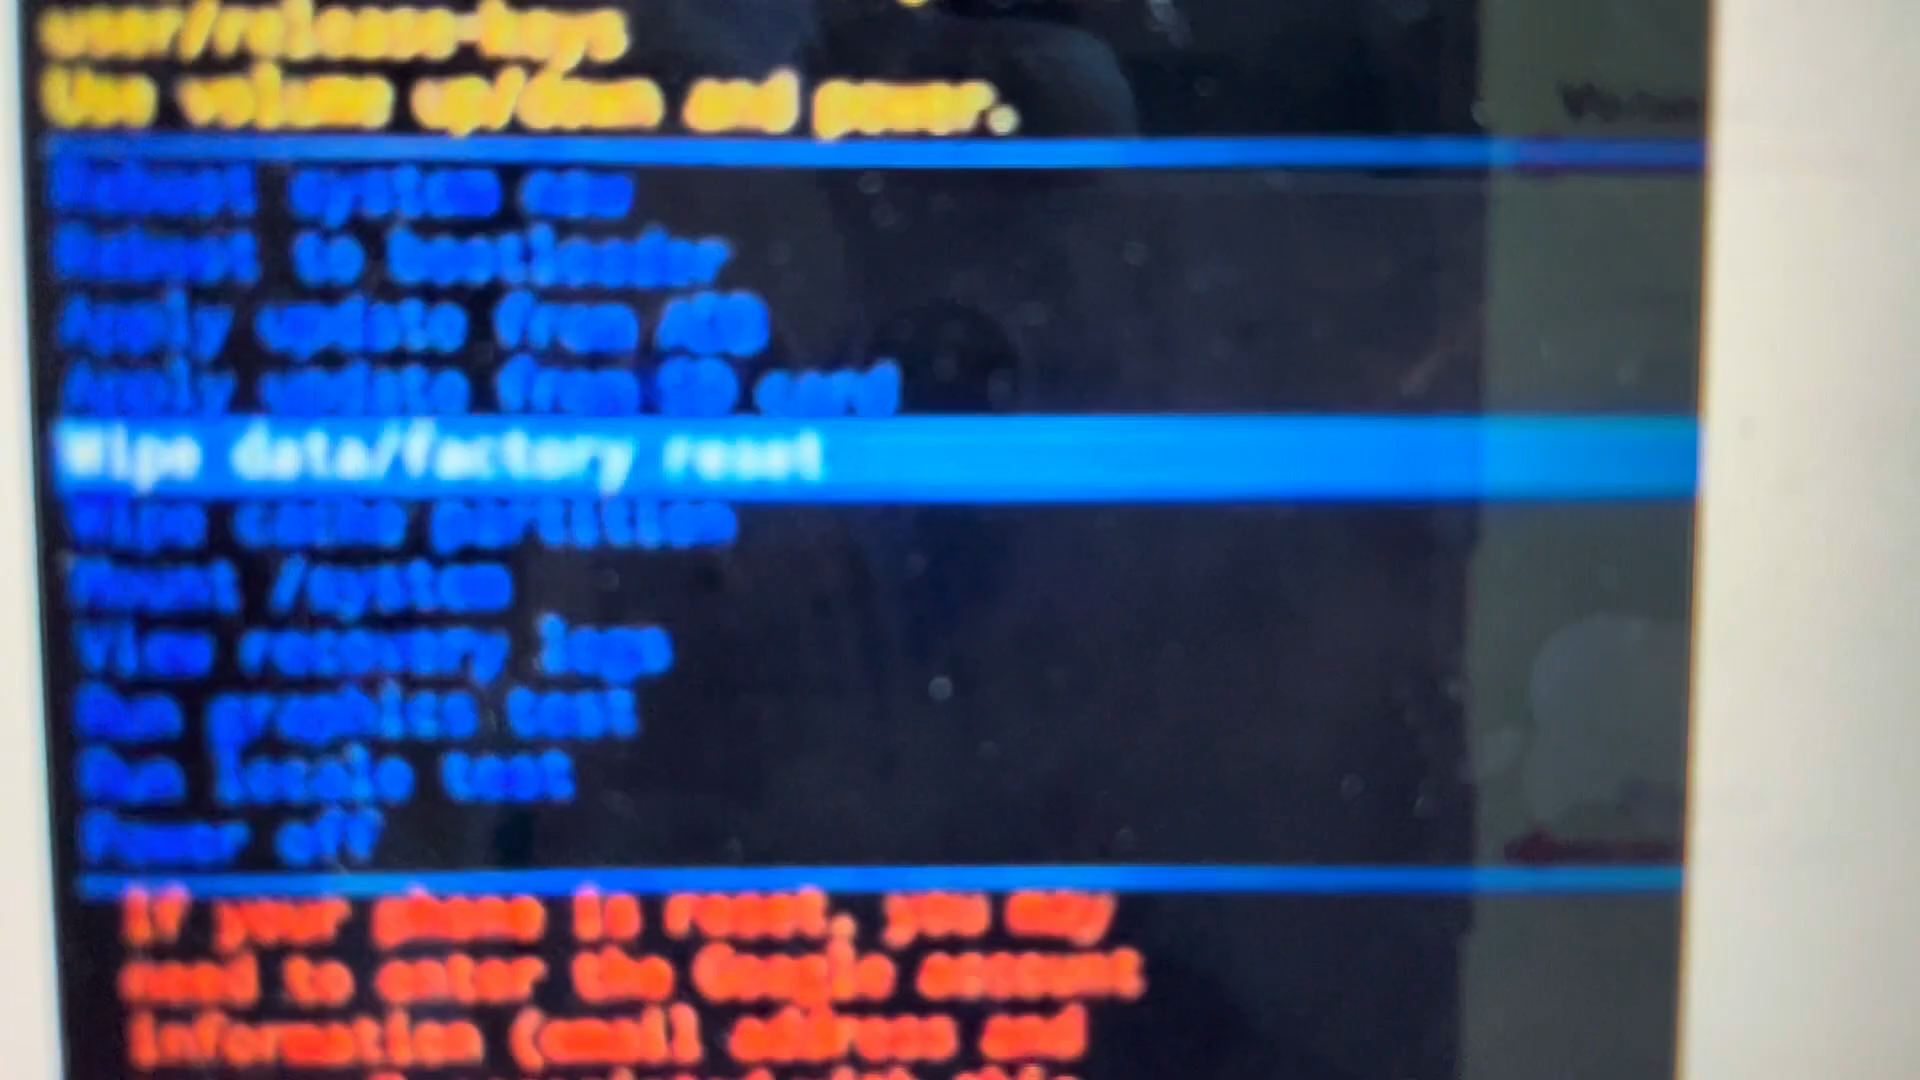 user/release-keys
Use volume up/down and power.
Reboot system now
Reboot to bootloader
Apply update from ADB
Apply update from SD card
Wipe data/factory reset
Wipe cache partition
Mount /system
View recovery logs
Run graphics test
Run locale test
Power off
If your phone is reset, you may
need to enter the Google account
information (email address and
associated with this